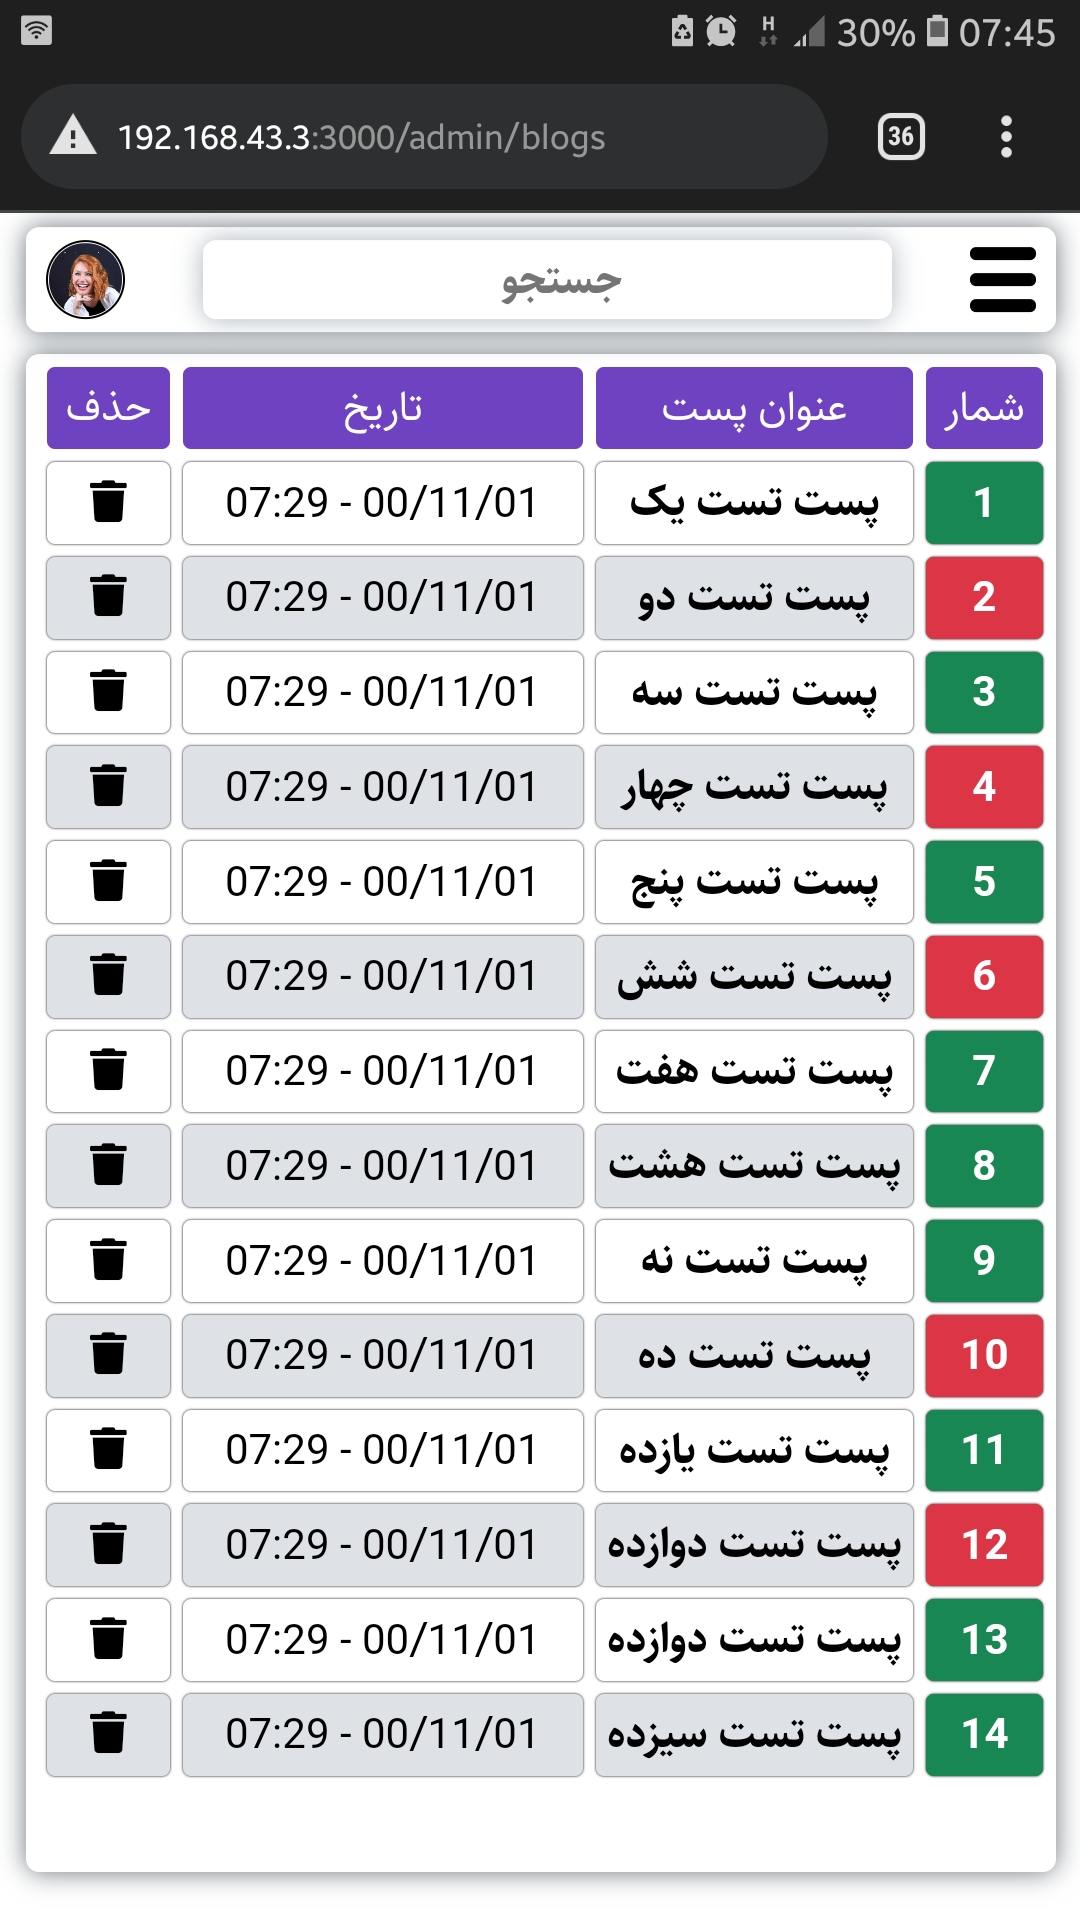 30% 07:45
192.168.43.3:3000/admin/blogs 36
جستجو
شمار عنوان پست تاریخ حذف
1 پست تست یک 07:29 - 00/11/01
2 پست تست دو 07:29 - 00/11/01
3 پست تست سه 07:29 - 00/11/01
4 پست تست چهار 07:29 - 00/11/01
5 پست تست پنج 07:29 - 00/11/01
6 پست تست شش 07:29 - 00/11/01
7 پست تست هفت 07:29 - 00/11/01
8 پست تست هشت 07:29 - 00/11/01
9 پست تست نه 07:29 - 00/11/01
10 پست تست ده 07:29 - 00/11/01
11 پست تست یازده 07:29 - 00/11/01
12 پست تست دوازده 07:29 - 00/11/01
13 پست تست دوازده 07:29 - 00/11/01
14 پست تست سیزده 07:29 - 00/11/01